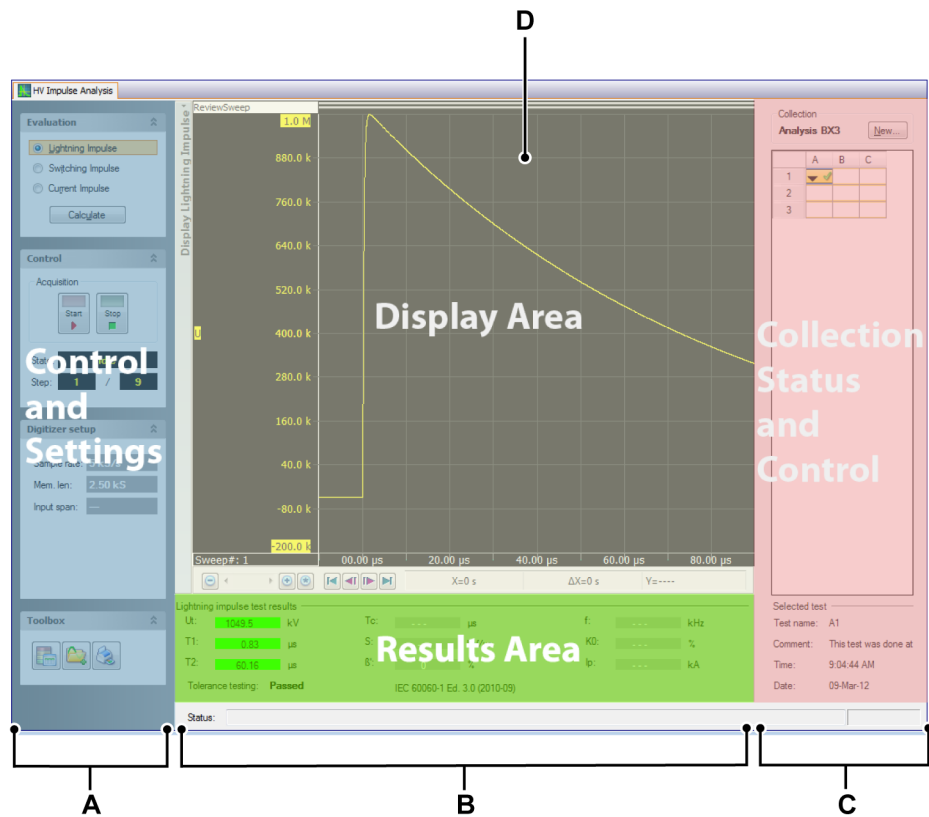 D
HV Impulse Analysis
Evaluation
Lightning Impulse
Switching Impulse
Current Impulse
Calculate
Control
Acquisition
Start
Stop
Step: 1 / 9
Control
and
Settings
Digitizer setup
Sample rate:
Mem. len: 2.50 kS
Input span: ---
Toolbox
Display Lightning Impulse
ReviewSweep
1.0 M
880.0 k
760.0 k
640.0 k
520.0 k
400.0 k
U
280.0 k
160.0 k
40.0 k
-80.0 k
-200.0 k
Display Area
Sweep#: 1
00.00 µs 20.00 µs 40.00 µs 60.00 µs 80.00 µs
X=0 s ΔX=0 s Y=----
Lightning impulse test results
Ut: 1049.5 kV Tc: --- µs f: --- kHz
T1: 0.83 µs S: K0: --- %
T2: 60.16 µs B': % Ip: --- kA
Results Area
Tolerance testing: Passed IEC 60060-1 Ed. 3.0 (2010-09)
Status:
Collection
Analysis BX3 New...
A B C
1
2
3
Collection
Status
and
Control
Selected test
Test name: A1
Comment: This test was done at
Time: 9:04:44 AM
Date: 09-Mar-12
A B C